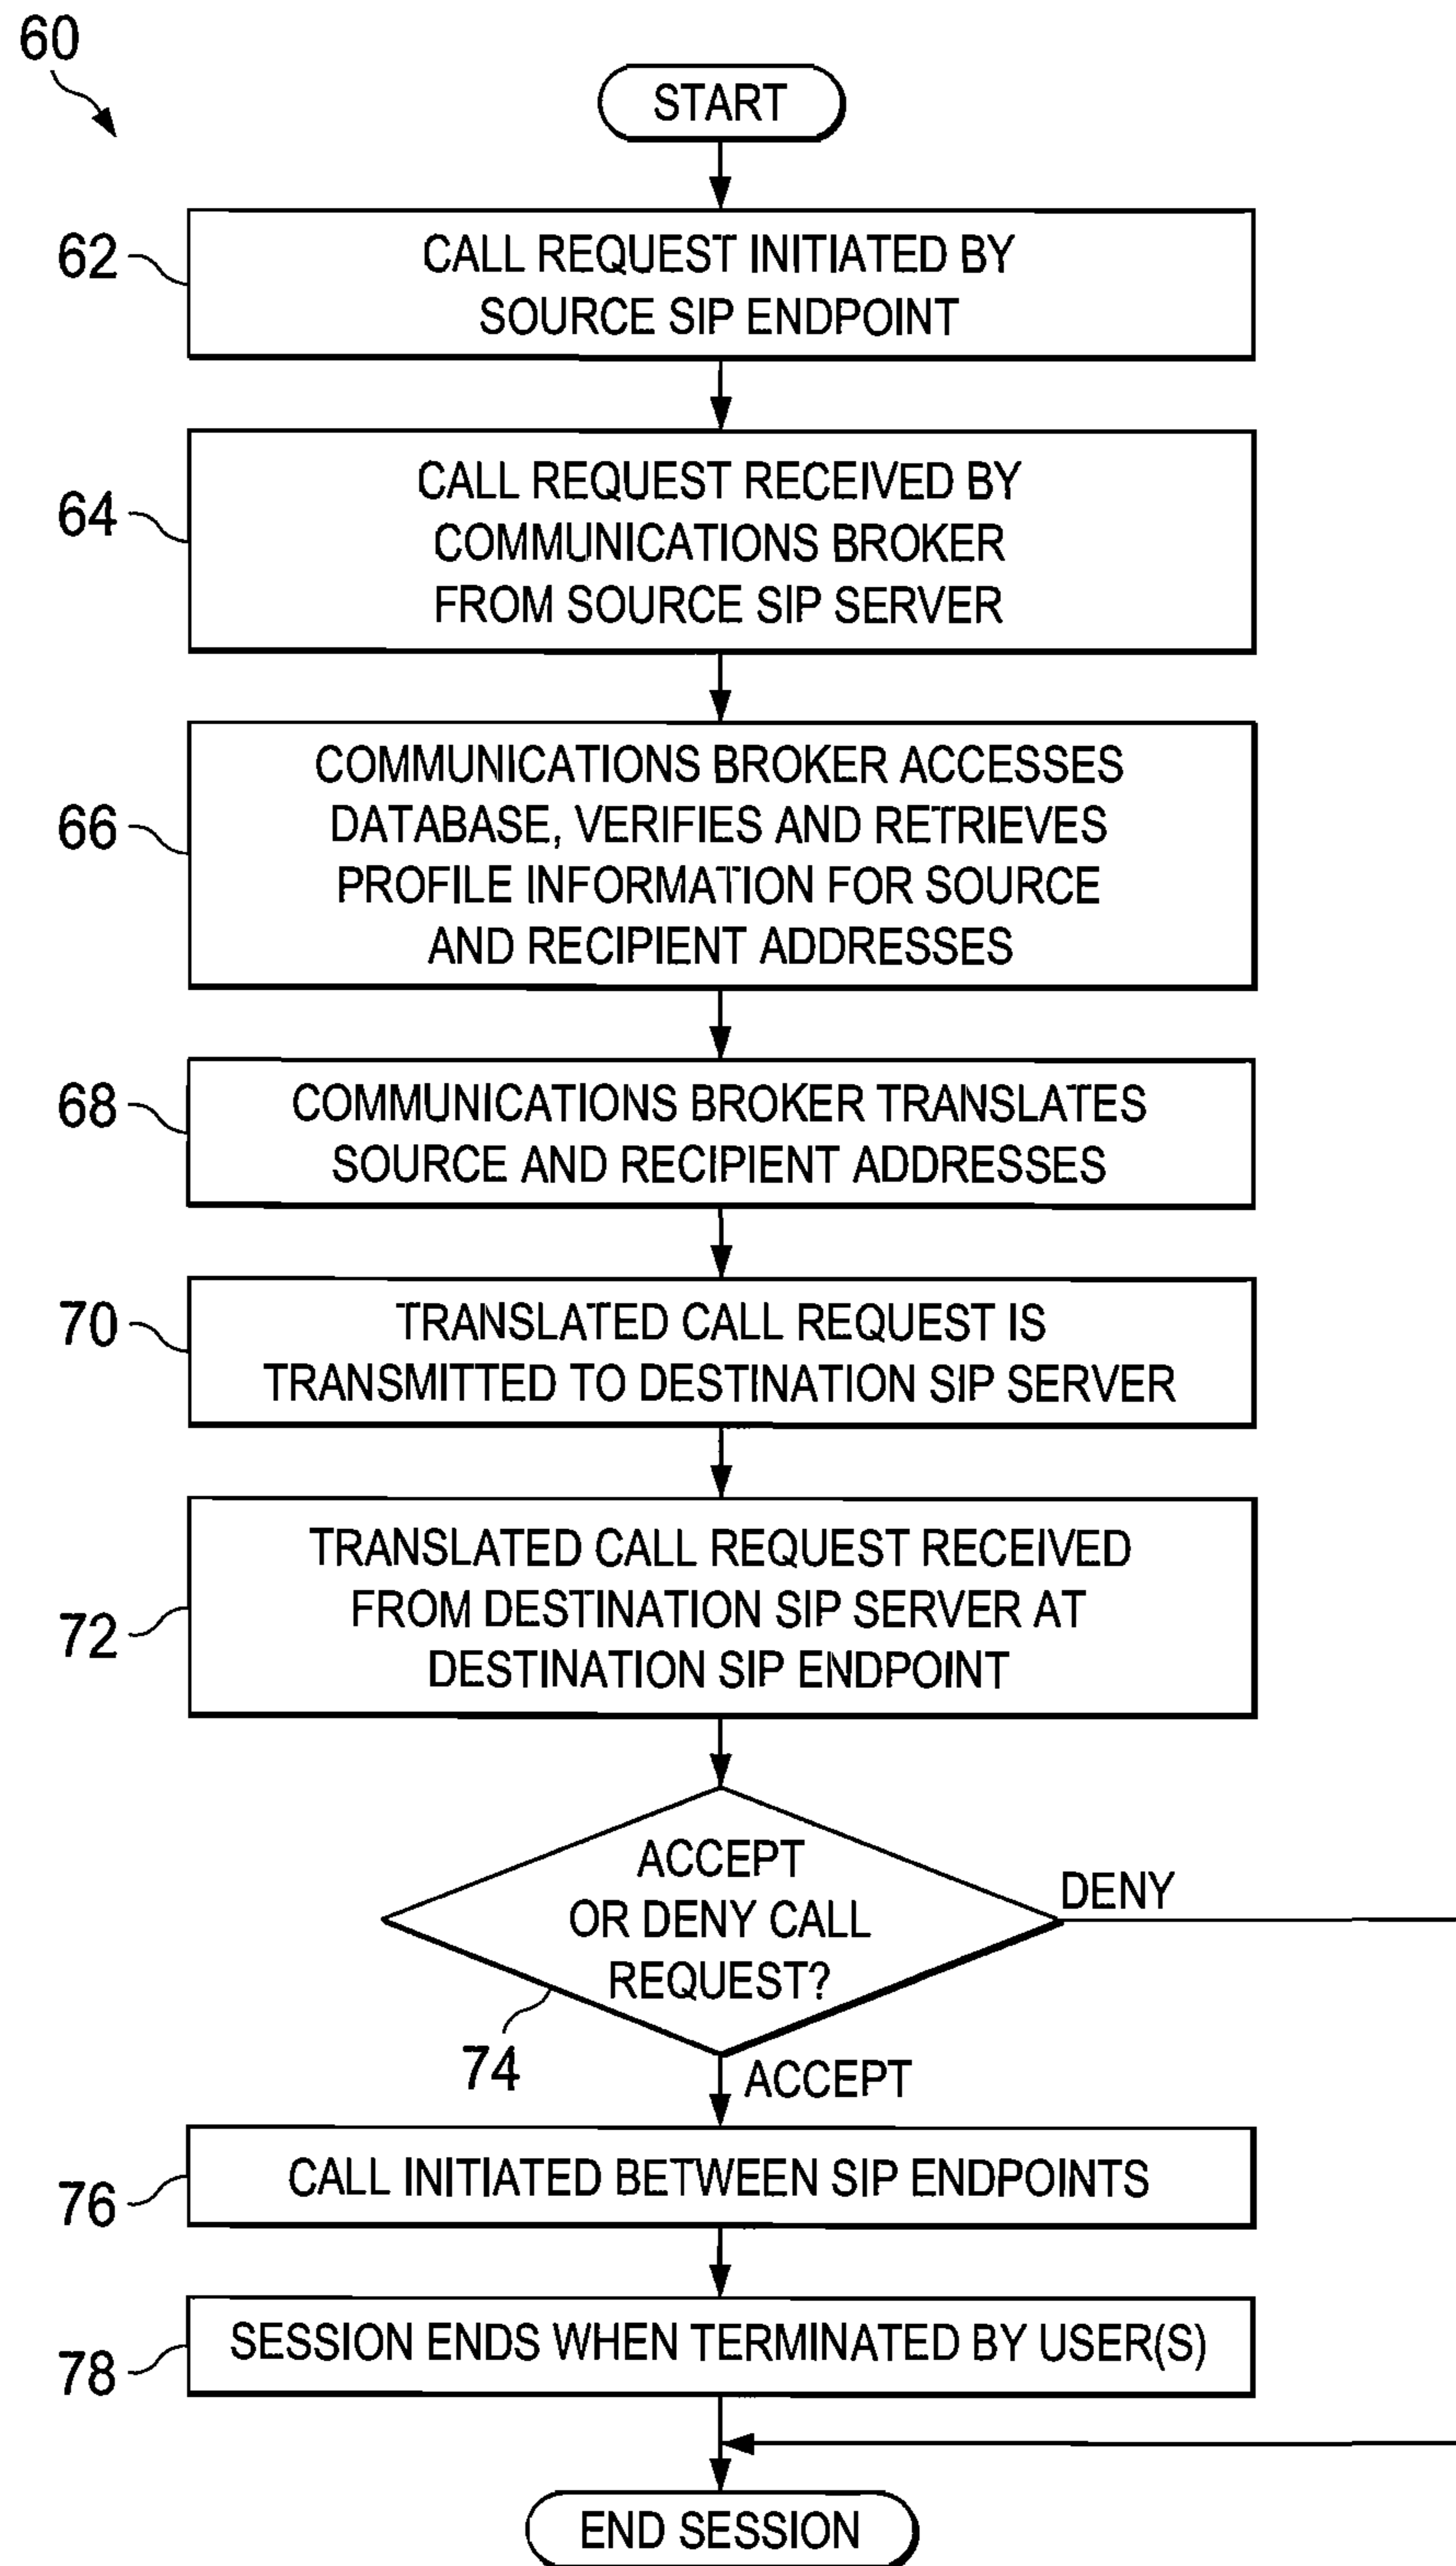 60
START
62
CALL REQUEST INITIATED BY
SOURCE SIP ENDPOINT
64
CALL REQUEST RECEIVED BY
COMMUNICATIONS BROKER
FROM SOURCE SIP SERVER
66
COMMUNICATIONS BROKER ACCESSES
DATABASE, VERIFIES AND RETRIEVES
PROFILE INFORMATION FOR SOURCE
AND RECIPIENT ADDRESSES
68
COMMUNICATIONS BROKER TRANSLATES
SOURCE AND RECIPIENT ADDRESSES
70
TRANSLATED CALL REQUEST IS
TRANSMITTED TO DESTINATION SIP SERVER
72
TRANSLATED CALL REQUEST RECEIVED
FROM DESTINATION SIP SERVER AT
DESTINATION SIP ENDPOINT
ACCEPT
OR DENY CALL
REQUEST?
DENY
74
ACCEPT
76
CALL INITIATED BETWEEN SIP ENDPOINTS
78
SESSION ENDS WHEN TERMINATED BY USER(S)
END SESSION